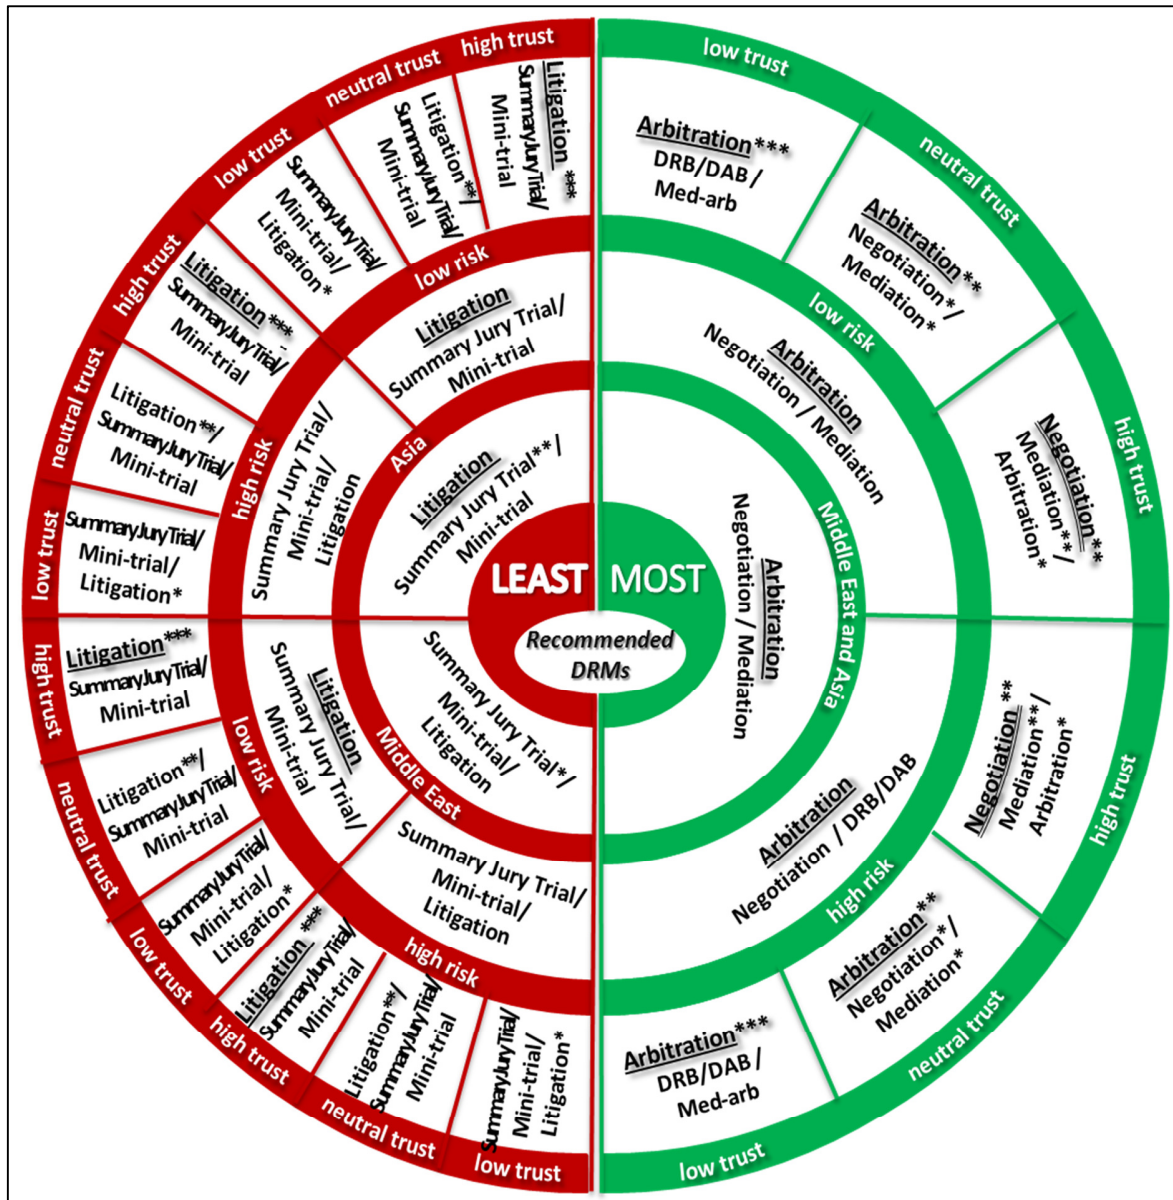 LEAST
MOST
Recommended
DRMs
high trust
Litigation ***
Summary Jury Trial/
Mini-trial
neutral trust
Litigation**/
Summary Jury Trial/
Mini-trial
low trust
Summary Jury Trial/
Mini-trial/
Litigation*
low risk
Litigation
Summary Jury Trial/
Mini-trial
high trust
Litigation***
Summary Jury Trial/
Mini-trial
neutral trust
Litigation**/
Summary Jury Trial/
Mini-trial
low trust
Summary Jury Trial/
Mini-trial/
Litigation*
high risk
Summary Jury Trial/
Mini-trial/
Litigation
Asia
Litigation
Summary Jury Trial**/
Mini-trial
high trust
Litigation***
Summary Jury Trial/
Mini-trial
neutral trust
Litigation**/
Summary Jury Trial/
Mini-trial
low trust
Summary Jury Trial/
Mini-trial/
Litigation*
low risk
Litigation
Summary Jury Trial/
Mini-trial
Middle East
Summary Jury Trial*/
Mini-trial/
Litigation
high trust
Litigation ***
Summary Jury Trial/
Mini-trial
neutral trust
Litigation**/
Summary Jury Trial/
Mini-trial
low trust
Summary Jury Trial/
Mini-trial/
Litigation*
high risk
Summary Jury Trial/
Mini-trial/
Litigation
low trust
Arbitration***
DRB/DAB /
Med-arb
neutral trust
Arbitration**
Negotiation*/
Mediation*
high trust
Negotiation**
Mediation**/
Arbitration*
low risk
Arbitration
Negotiation / Mediation
Middle East and Asia
Arbitration
Negotiation / Mediation
high risk
Arbitration
Negotiation / DRB/DAB
high trust
Negotiation **
Mediation**/
Arbitration*
neutral trust
Arbitration**
Negotiation*/
Mediation*
low trust
Arbitration***
DRB/DAB /
Med-arb